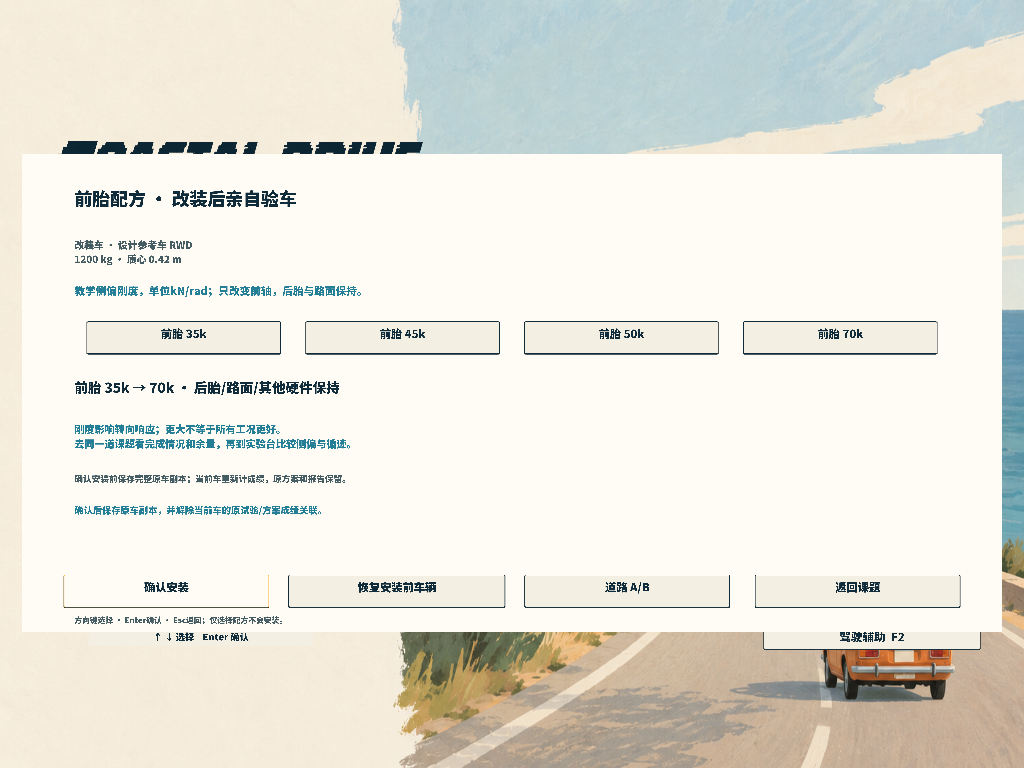 COASTAL DRIVE
前胎配方 · 改装后亲自验车
改装车 · 设计参考车 RWD
1200 kg · 质心 0.42 m
教学侧偏刚度，单位kN/rad；只改变前轴，后胎与路面保持。
前胎 35k
前胎 45k
前胎 50k
前胎 70k
前胎 35k → 70k · 后胎/路面/其他硬件保持
刚度影响转向响应；更大不等于所有工况更好。
去同一道课题看完成情况和余量，再到实验台比较侧偏与轴迹。
确认安装前保存完整原车副本；当前车重新计成绩，原方案和报告保留。
确认后保存原车副本，并解除当前车的原试验/方案成绩关联。
确认安装
恢复安装前车辆
道路 A/B
返回课题
方向键选择 · Enter确认 · Esc返回；仅选择配方不会安装。
↑ ↓ 选择 Enter 确认
驾驶辅助 F2